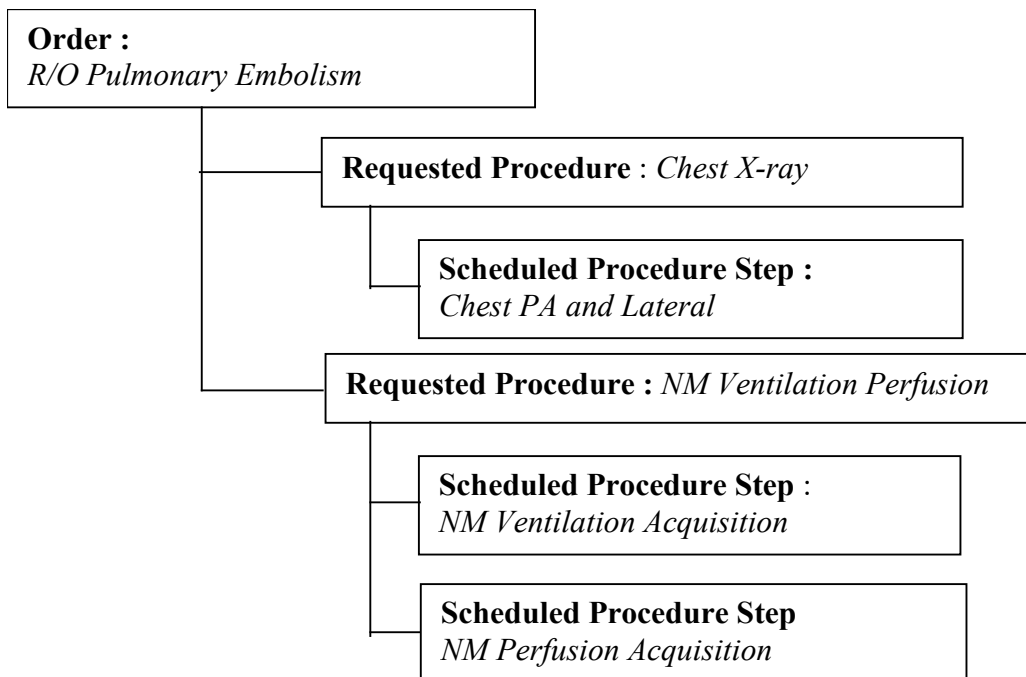 Order :
R/O Pulmonary Embolism
Requested Procedure : Chest X-ray
Scheduled Procedure Step :
Chest PA and Lateral
Requested Procedure : NM Ventilation Perfusion
Scheduled Procedure Step :
NM Ventilation Acquisition
Scheduled Procedure Step
NM Perfusion Acquisition